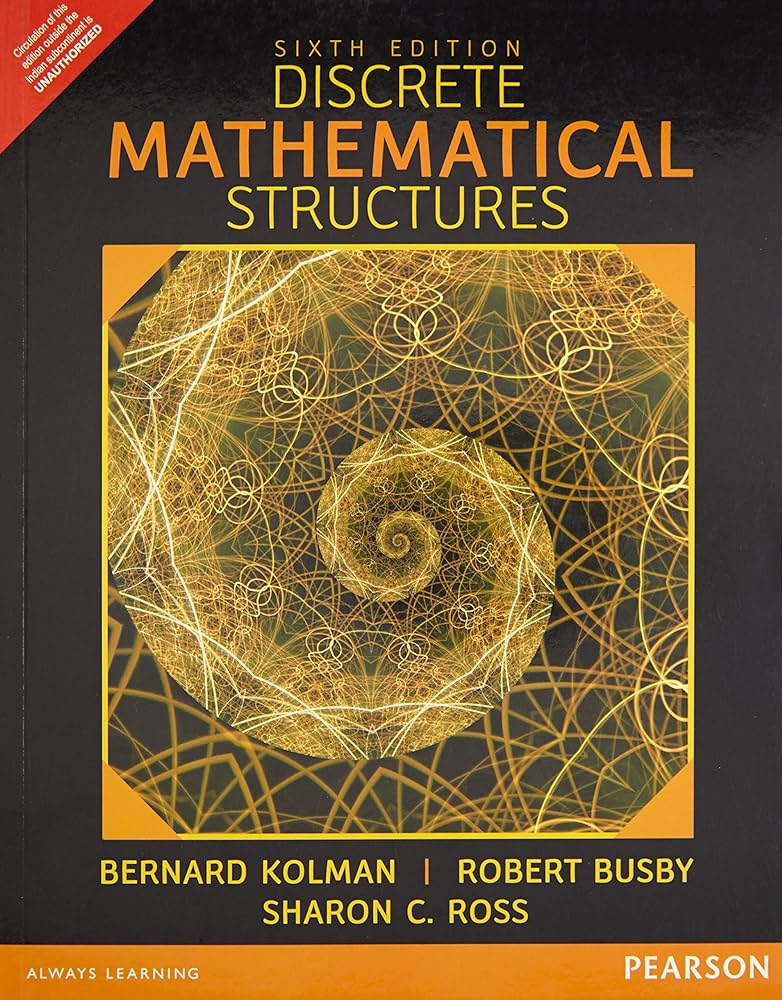 Circulation of this
edition outside the
Indian subcontinent is
UNAUTHORIZED
SIXTH EDITION
DISCRETE
MATHEMATICAL
STRUCTURES
BERNARD KOLMAN | ROBERT BUSBY
SHARON C. ROSS
ALWAYS LEARNING
PEARSON